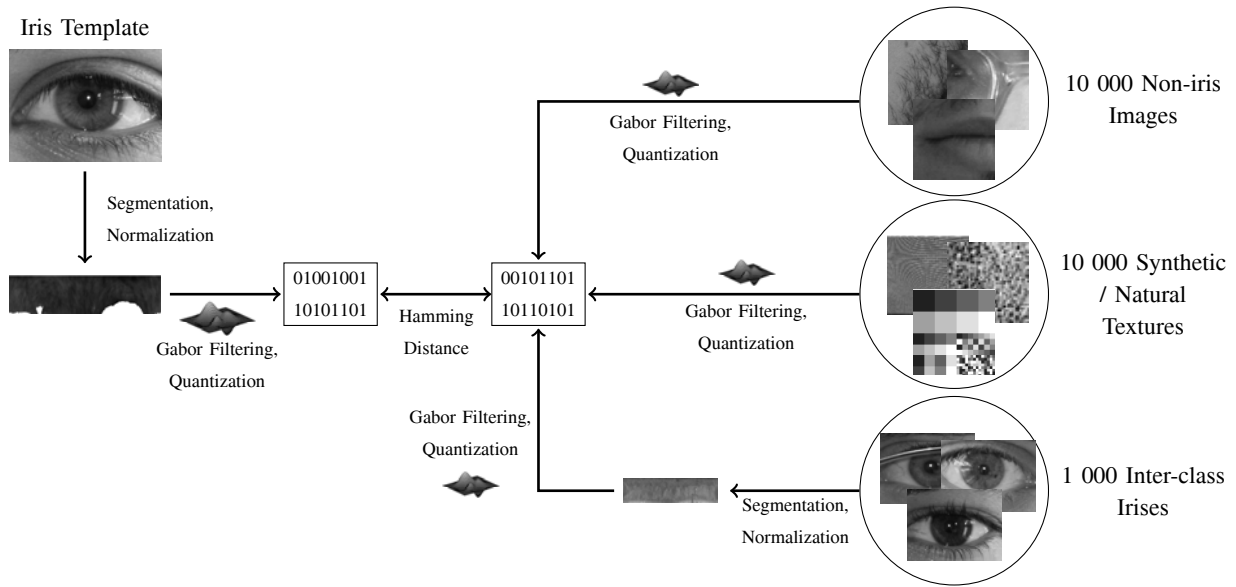 Iris Template
Segmentation,
Normalization
Gabor Filtering,
Quantization
01001001
10101101
Hamming
Distance
00101101
10110101
Gabor Filtering,
Quantization
10 000 Non-iris
Images
Gabor Filtering,
Quantization
10 000 Synthetic
/ Natural
Textures
Gabor Filtering,
Quantization
Segmentation,
Normalization
1 000 Inter-class
Irises